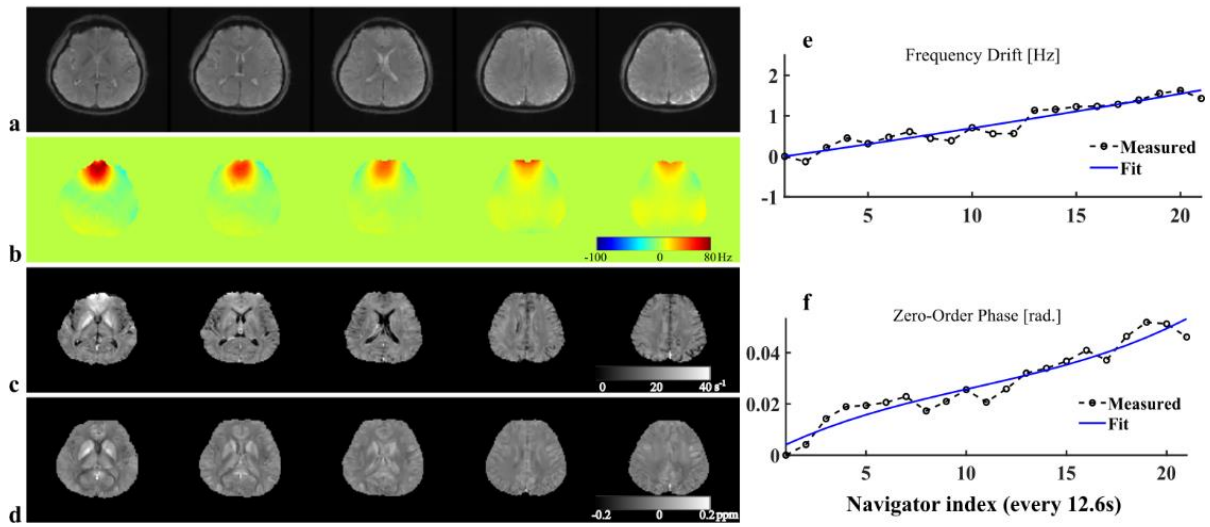 a
b
-100 0 80 Hz
c
0 20 40 s⁻¹
d
-0.2 0 0.2 ppm
e
Frequency Drift [Hz]
2
1
0
-1
Measured
Fit
5 10 15 20
f
Zero-Order Phase [rad.]
0.04
0.02
0
Measured
Fit
5 10 15 20
Navigator index (every 12.6s)